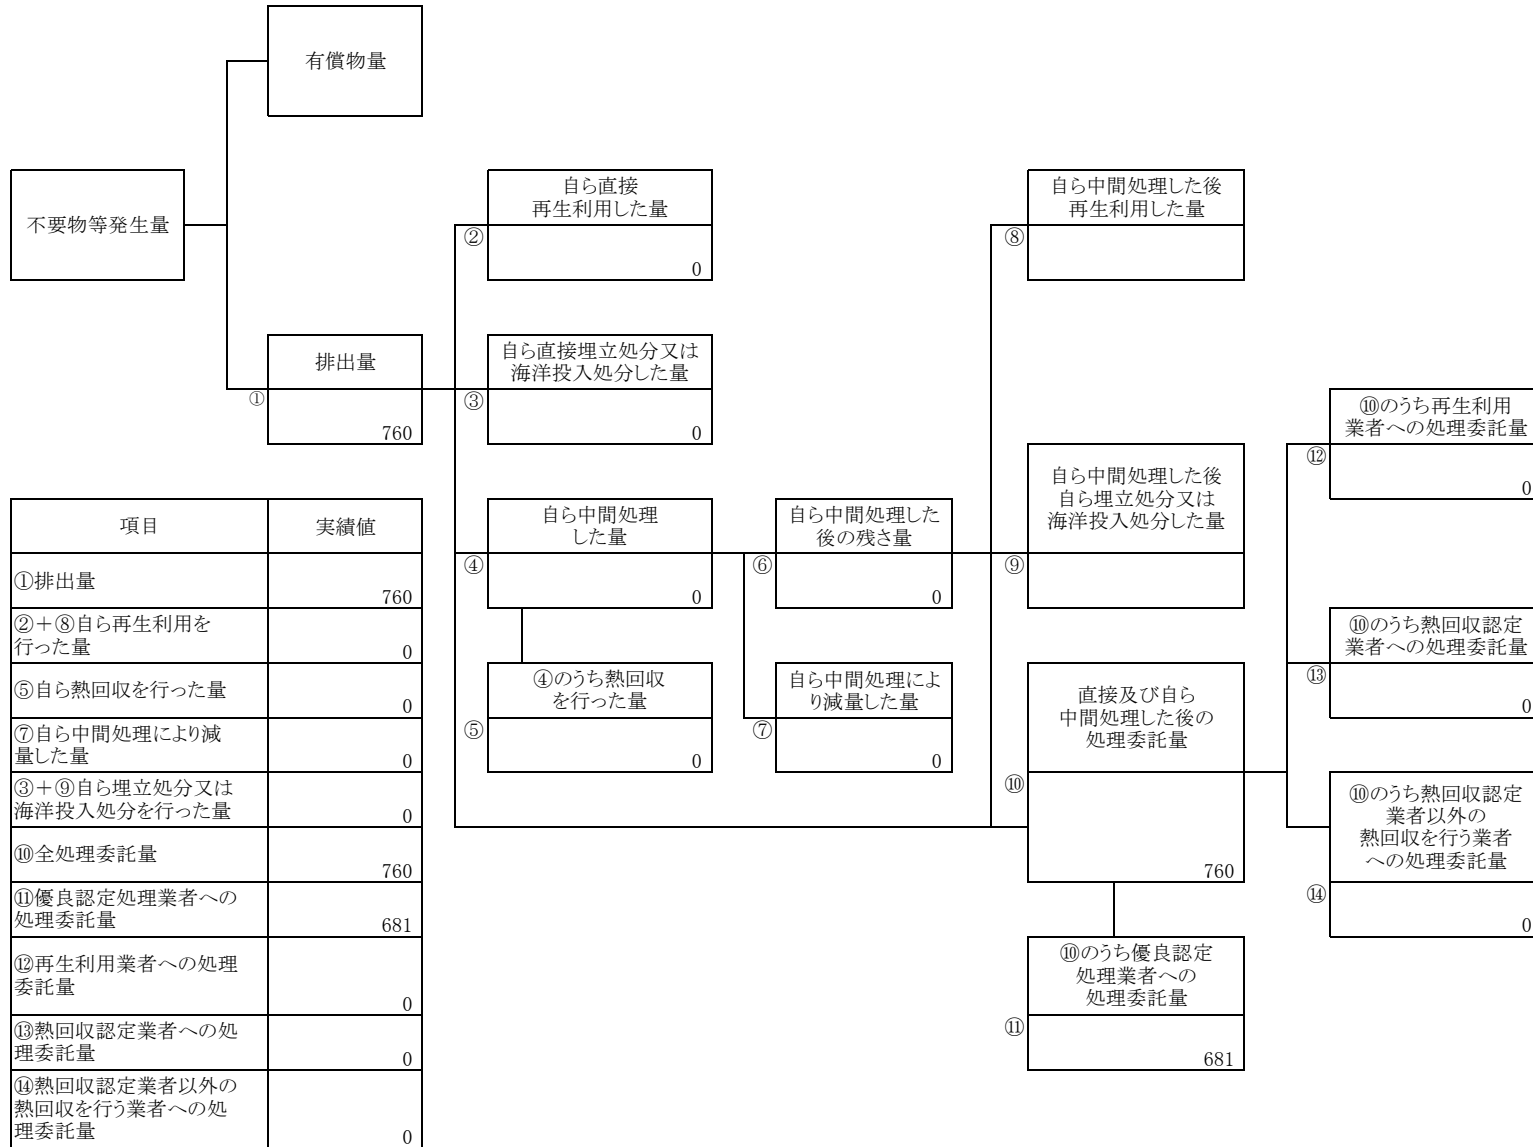 有償物量
不要物等発生量
自ら直接
再生利用した量
②
0
自ら中間処理した後
再生利用した量
⑧
排出量
①
760
自ら直接埋立処分又は
海洋投入処分した量
③
0
⑩のうち再生利用
業者への処理委託量
⑫
0
自ら中間処理
した量
④
0
自ら中間処理した
後の残さ量
⑥
0
自ら中間処理した後
自ら埋立処分又は
海洋投入処分した量
⑨
⑩のうち熱回収認定
業者への処理委託量
⑬
0
④のうち熱回収
を行った量
⑤
0
自ら中間処理によ
り減量した量
⑦
0
直接及び自ら
中間処理した後の
処理委託量
⑩
760
⑩のうち熱回収認定
業者以外の
熱回収を行う業者
への処理委託量
⑭
0
⑩のうち優良認定
処理業者への
処理委託量
⑪
681
項目 実績値
①排出量
760
②+⑧自ら再生利用を
行った量 0
⑤自ら熱回収を行った量
0
⑦自ら中間処理により減
量した量 0
③+⑨自ら埋立処分又は
海洋投入処分を行った量 0
⑩全処理委託量
760
⑪優良認定処理業者への
処理委託量 681
⑫再生利用業者への処理
委託量
0
⑬熱回収認定業者への処
理委託量 0
⑭熱回収認定業者以外の
熱回収を行う業者への処
理委託量 0